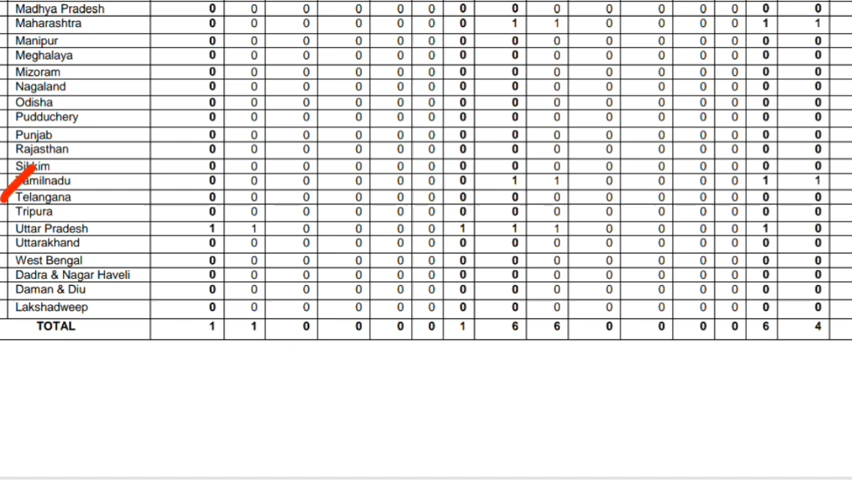 Madhya Pradesh 0 0 0 0 0 0 0 0 0 0 0 0 0 0 0
Maharashtra 0 0 0 0 0 0 0 1 1 0 0 0 0 1 1
Manipur 0 0 0 0 0 0 0 0 0 0 0 0 0 0 0
Meghalaya 0 0 0 0 0 0 0 0 0 0 0 0 0 0 0
Mizoram 0 0 0 0 0 0 0 0 0 0 0 0 0 0 0
Nagaland 0 0 0 0 0 0 0 0 0 0 0 0 0 0 0
Odisha 0 0 0 0 0 0 0 0 0 0 0 0 0 0 0
Pudduchery 0 0 0 0 0 0 0 0 0 0 0 0 0 0 0
Punjab 0 0 0 0 0 0 0 0 0 0 0 0 0 0 0
Rajasthan 0 0 0 0 0 0 0 0 0 0 0 0 0 0 0
Sikkim 0 0 0 0 0 0 0 0 0 0 0 0 0 0 0
Tamilnadu 0 0 0 0 0 0 0 1 1 0 0 0 0 1 1
Telangana 0 0 0 0 0 0 0 0 0 0 0 0 0 0 0
Tripura 0 0 0 0 0 0 0 0 0 0 0 0 0 0 0
Uttar Pradesh 1 1 0 0 0 0 1 1 1 0 0 0 0 1 0
Uttarakhand 0 0 0 0 0 0 0 0 0 0 0 0 0 0 0
West Bengal 0 0 0 0 0 0 0 0 0 0 0 0 0 0 0
Dadra & Nagar Haveli 0 0 0 0 0 0 0 0 0 0 0 0 0 0 0
Daman & Diu 0 0 0 0 0 0 0 0 0 0 0 0 0 0 0
Lakshadweep 0 0 0 0 0 0 0 0 0 0 0 0 0 0 0
TOTAL 1 1 0 0 0 0 1 6 6 0 0 0 0 6 4